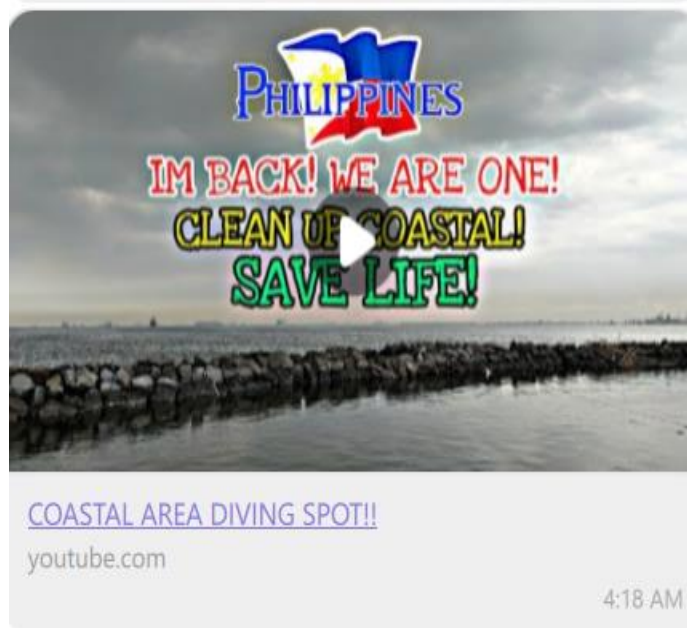 PHILIPPINES
IM BACK! WE ARE ONE!
CLEAN UP COASTAL!
SAVE LIFE!
COASTAL AREA DIVING SPOT!!
youtube.com
4:18 AM